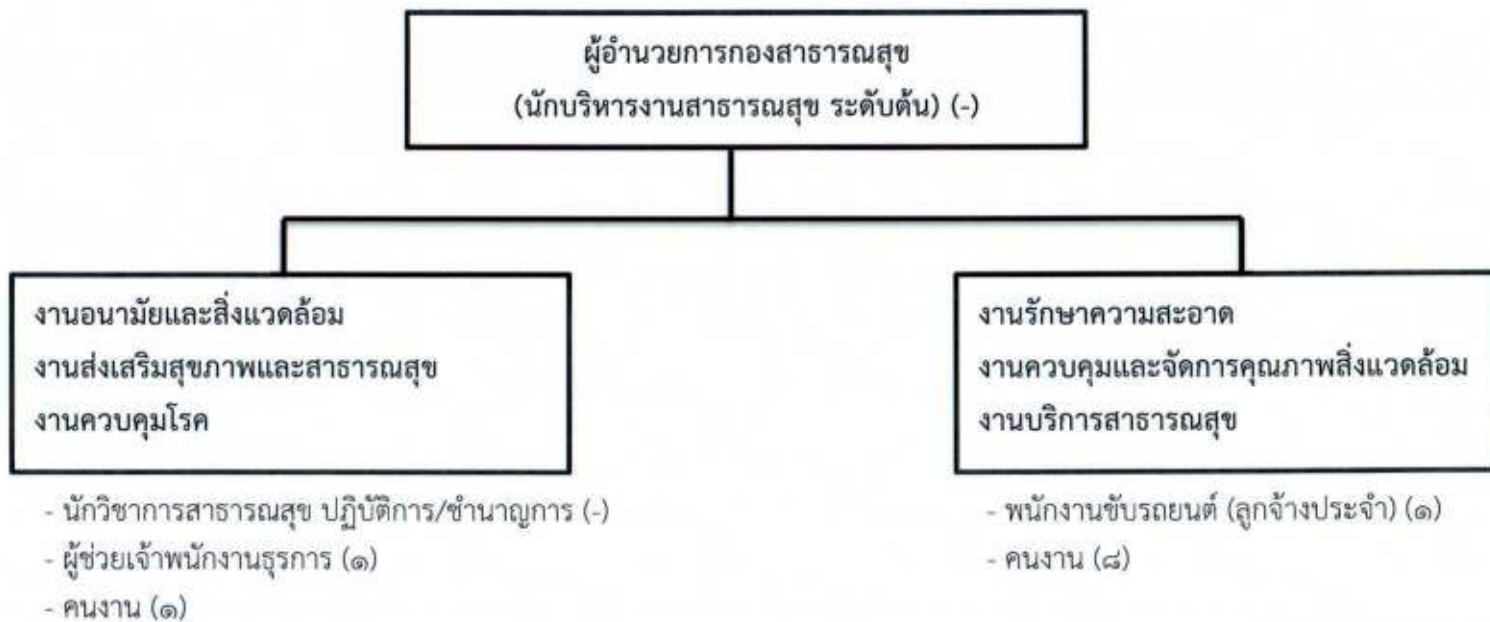 ผู้อำนวยการกองสาธารณสุข
(นักบริหารงานสาธารณสุข ระดับต้น) (-)
งานอนามัยและสิ่งแวดล้อม
งานส่งเสริมสุขภาพและสาธารณสุข
งานควบคุมโรค
- นักวิชาการสาธารณสุข ปฏิบัติการ/ชำนาญการ (-)
- ผู้ช่วยเจ้าพนักงานธุรการ (๑)
- คนงาน (๑)
งานรักษาความสะอาด
งานควบคุมและจัดการคุณภาพสิ่งแวดล้อม
งานบริการสาธารณสุข
- พนักงานขับรถยนต์ (ลูกจ้างประจำ) (๑)
- คนงาน (๘)